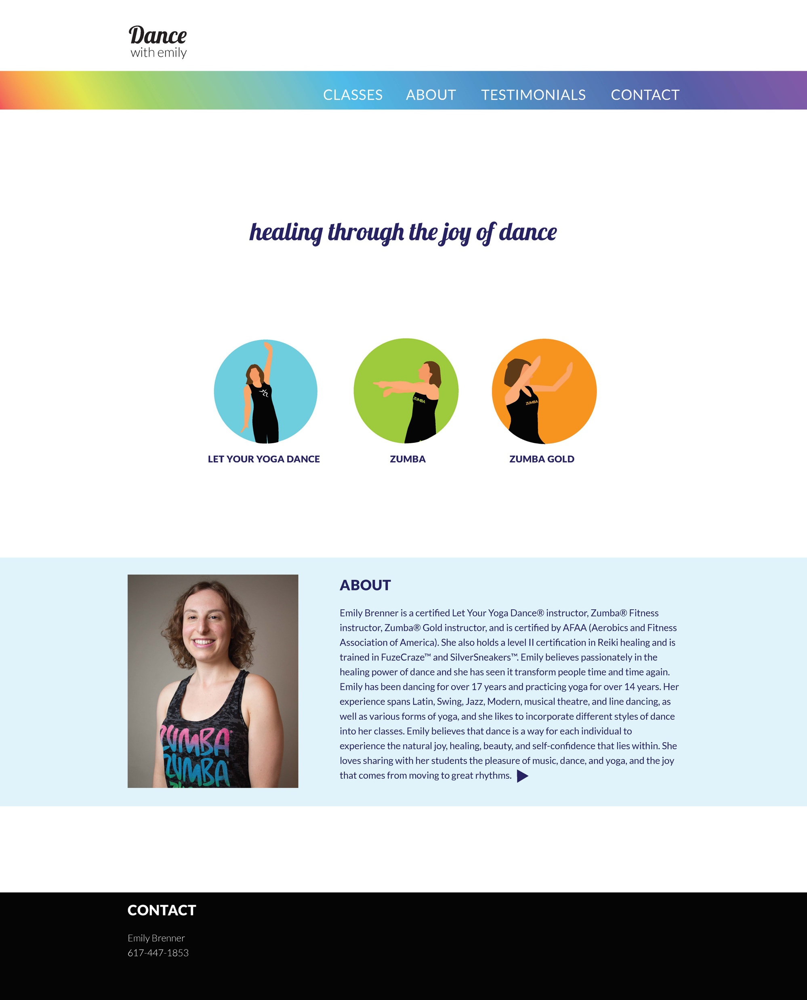 Dance
with emily
CLASSES ABOUT TESTIMONIALS CONTACT
healing through the joy of dance
ZUMBA
ZUMBA
LET YOUR YOGA DANCE
ZUMBA
ZUMBA GOLD
ABOUT
Emily Brenner is a certified Let Your Yoga Dance® instructor, Zumba® Fitness
instructor, Zumba® Gold instructor, and is certified by AFAA (Aerobics and Fitness
Association of America). She also holds a level II certification in Reiki healing and is
trained in FuzeCraze™ and SilverSneakers™. Emily believes passionately in the
healing power of dance and she has seen it transform people time and time again.
Emily has been dancing for over 17 years and practicing yoga for over 14 years. Her
experience spans Latin, Swing, Jazz, Modern, musical theatre, and line dancing, as
well as various forms of yoga, and she likes to incorporate different styles of dance
into her classes. Emily believes that dance is a way for each individual to
experience the natural joy, healing, beauty, and self-confidence that lies within. She
loves sharing with her students the pleasure of music, dance, and yoga, and the joy
that comes from moving to great rhythms.
ZUMBA®
ZUMBA
CONTACT
Emily Brenner
617-447-1853